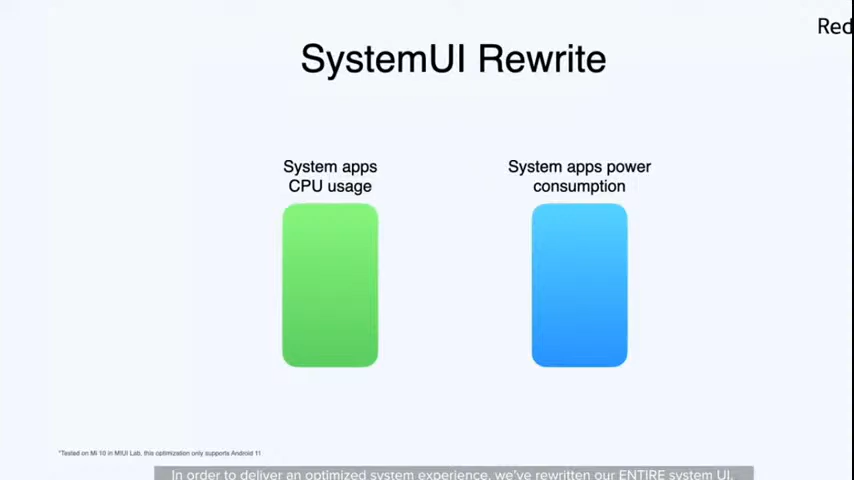 Red
SystemUI Rewrite
System apps
CPU usage
System apps power
consumption
*Tested on Mi 10 in MIUI Lab, this optimization only supports Android 11
In order to deliver an optimized system experience, we've rewritten our ENTIRE system UI.